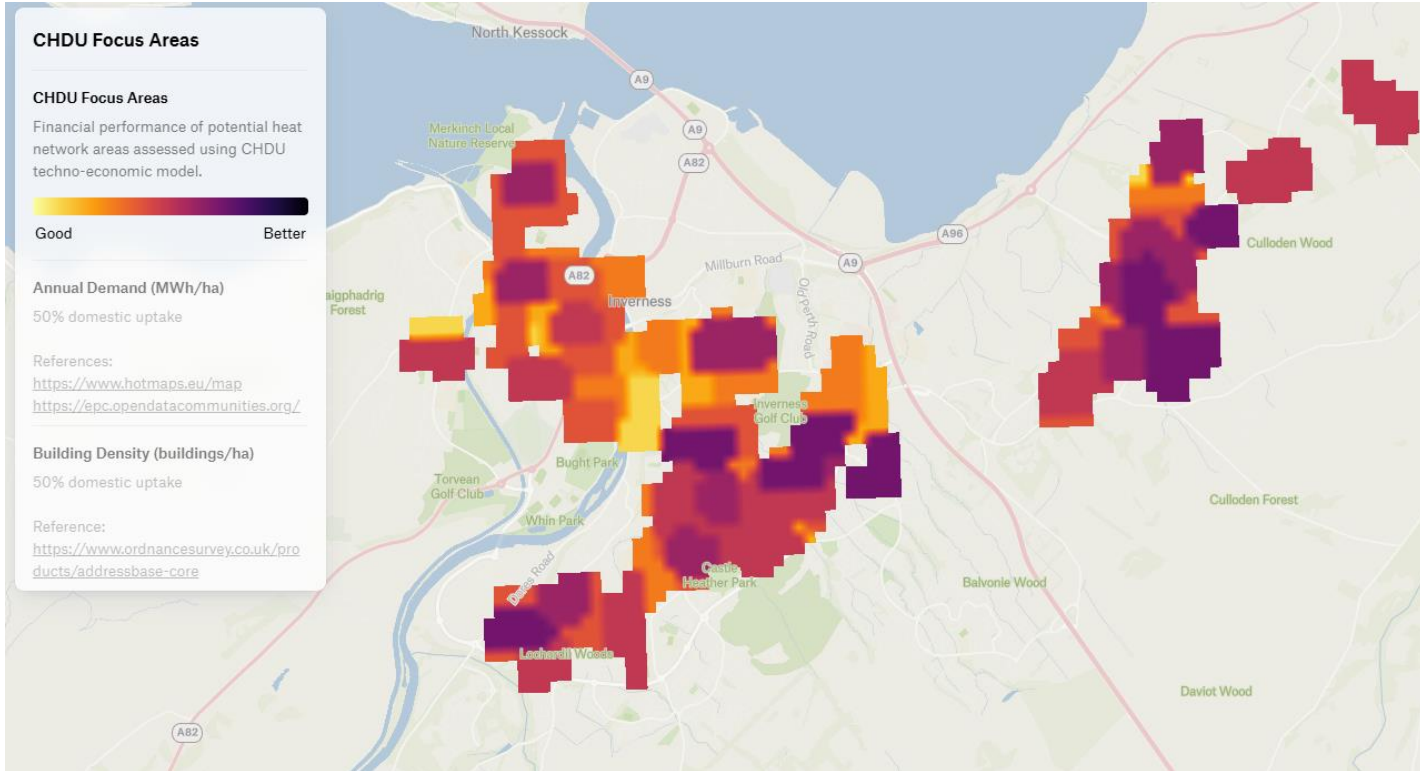 CHDU Focus Areas
CHDU Focus Areas
Financial performance of potential heat
network areas assessed using CHDU
techno-economic model.
Good
Better
Annual Demand (MWh/ha)
50% domestic uptake
References:
https://www.hotmaps.eu/map
https://epc.opendatacommunities.org/
Building Density (buildings/ha)
50% domestic uptake
Reference:
https://www.ordnancesurvey.co.uk/pro
ducts/addressbase-core
North Kessock
A9
Merkinch Local
Nature Reserve
A9
A82
A96
Culloden Wood
Millburn Road
A9
A82
aigphadrig
Forest
Inverness
Old Perth Road
Inverness
Golf Club
Bught Park
Torvean
Golf Club
Culloden Forest
Whin Park
Castle
Heather Park
Balvonie Wood
Road
Lochardil Woods
Daviot Wood
A82